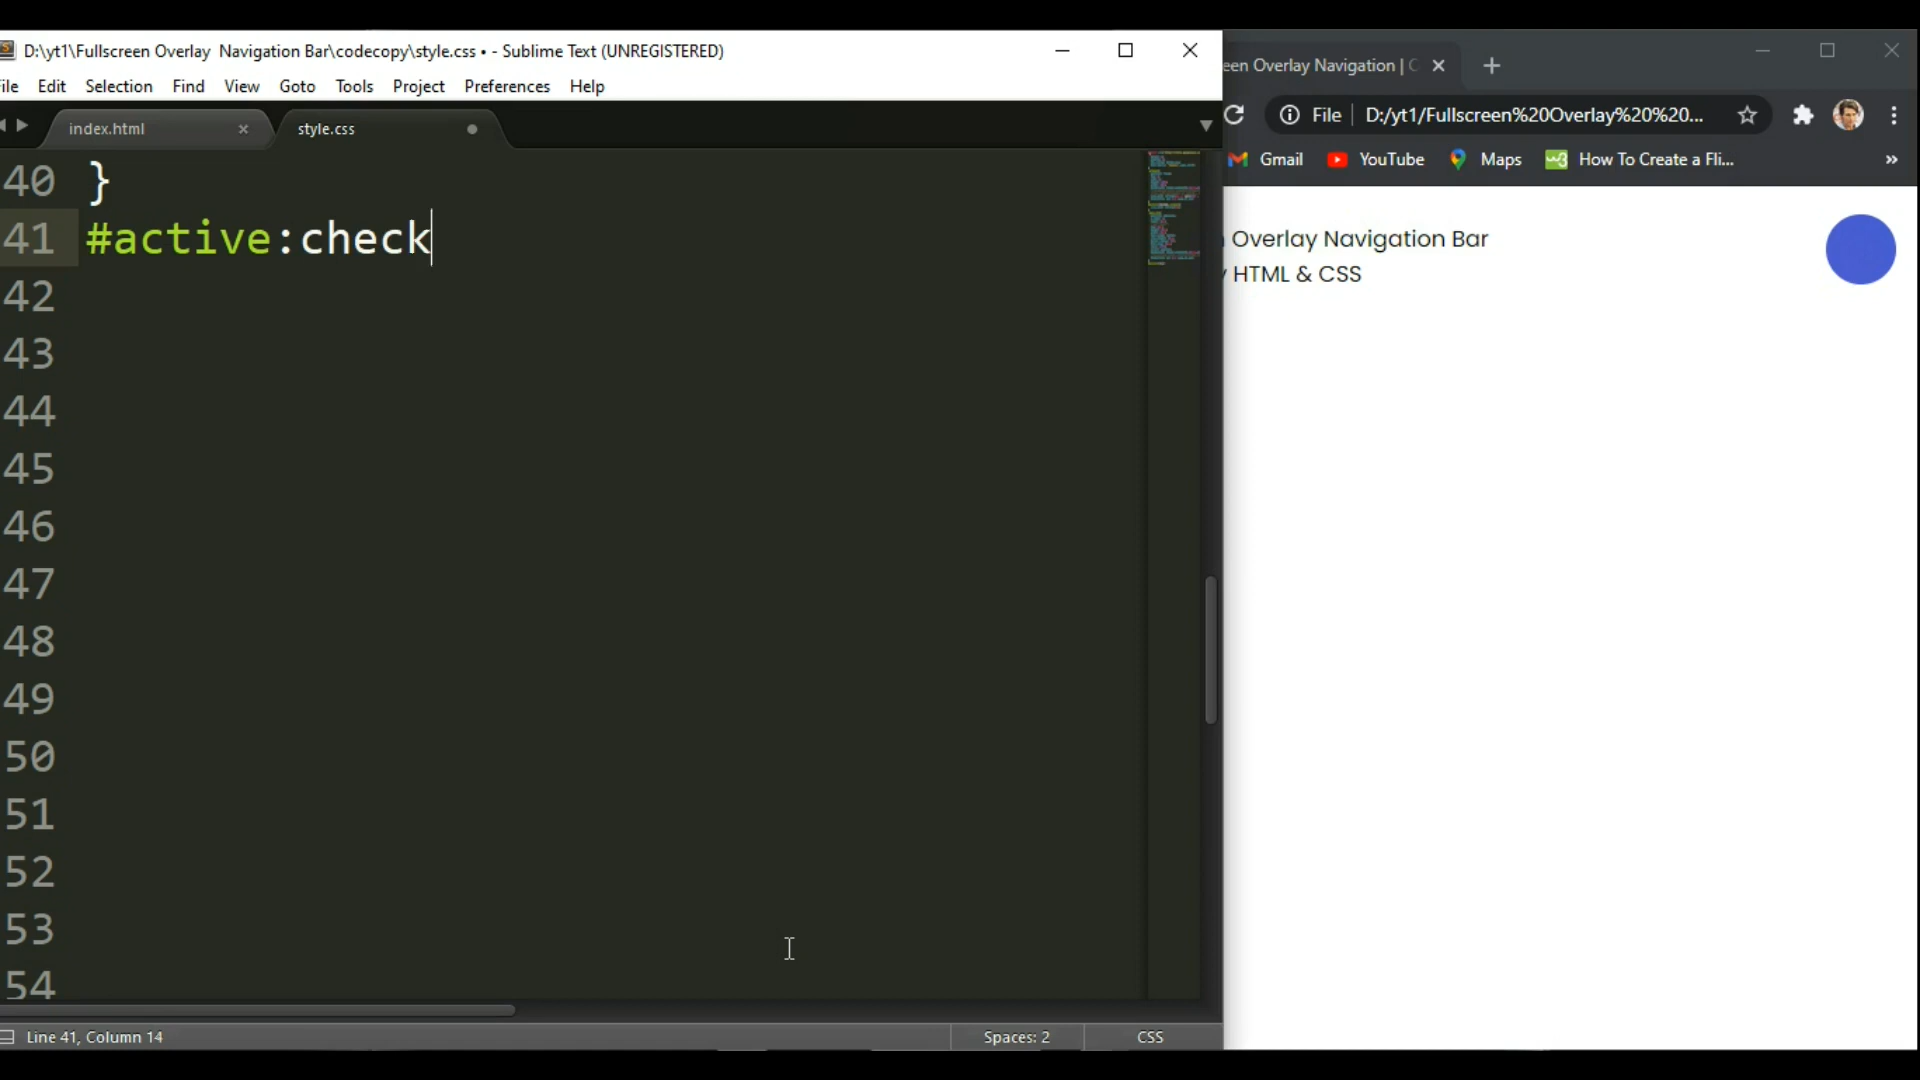 D:\yt1\Fullscreen Overlay  Navigation Bar\codecopy\style.css • - Sublime Text (UNREGISTERED)
Edit Selection Find View Goto Tools Project Preferences Help
index.html
style.css
40 }
41 #active:check
42
43
44
45
46
47
48
49
50
51
52
53
54
Line 41, Column 14
Spaces: 2
CSS
Overlay Navigation |
File
D:/yt1/Fullscreen%20Overlay%20%20...
Gmail YouTube Maps How To Create a Fli... »
Overlay Navigation Bar
HTML & CSS